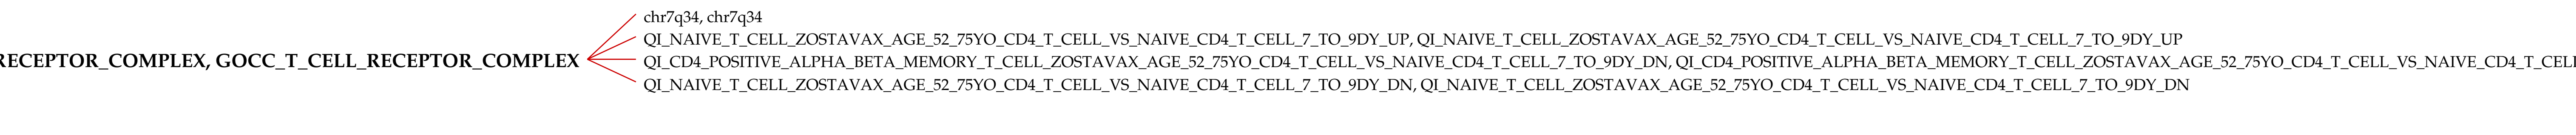 chr7q34, chr7q34
QI_NAIVE_T_CELL_ZOSTAVAX_AGE_52_75YO_CD4_T_CELL_VS_NAIVE_CD4_T_CELL_7_TO_9DY_UP, QI_NAIVE_T_CELL_ZOSTAVAX_AGE_52_75YO_CD4_T_CELL_VS_NAIVE_CD4_T_CELL_7_TO_9DY_UP
RECEPTOR_COMPLEX, GOCC_T_CELL_RECEPTOR_COMPLEX
QI_CD4_POSITIVE_ALPHA_BETA_MEMORY_T_CELL_ZOSTAVAX_AGE_52_75YO_CD4_T_CELL_VS_NAIVE_CD4_T_CELL_7_TO_9DY_DN, QI_CD4_POSITIVE_ALPHA_BETA_MEMORY_T_CELL_ZOSTAVAX_AGE_52_75YO_CD4_T_CELL_VS_NAIVE_CD4_T_CELL
QI_NAIVE_T_CELL_ZOSTAVAX_AGE_52_75YO_CD4_T_CELL_VS_NAIVE_CD4_T_CELL_7_TO_9DY_DN, QI_NAIVE_T_CELL_ZOSTAVAX_AGE_52_75YO_CD4_T_CELL_VS_NAIVE_CD4_T_CELL_7_TO_9DY_DN